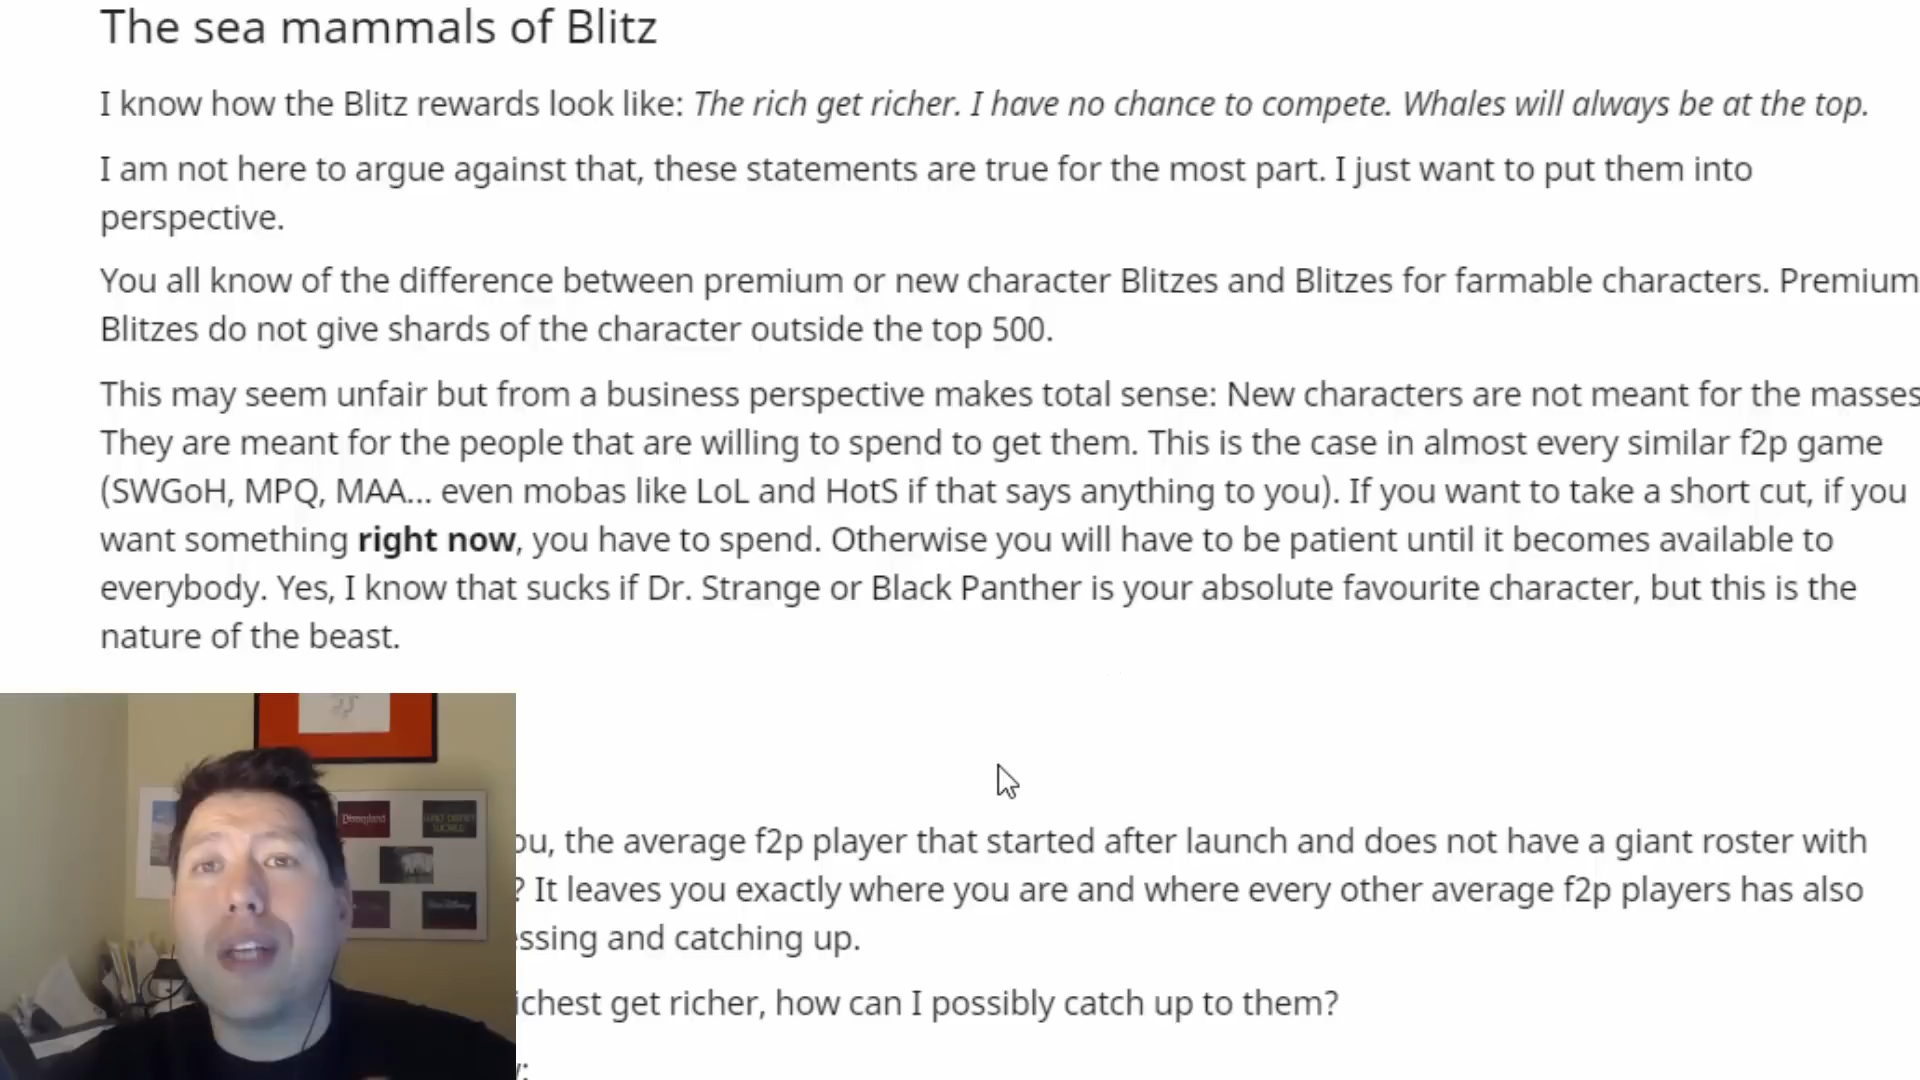 The sea mammals of Blitz
I know how the Blitz rewards look like: The rich get richer. I have no chance to compete. Whales will always be at the top.
I am not here to argue against that, these statements are true for the most part. I just want to put them into
perspective.
You all know of the difference between premium or new character Blitzes and Blitzes for farmable characters. Premium
Blitzes do not give shards of the character outside the top 500.
This may seem unfair but from a business perspective makes total sense: New characters are not meant for the masses
They are meant for the people that are willing to spend to get them. This is the case in almost every similar f2p game
(SWGoH, MPQ, MAA... even mobas like LoL and HotS if that says anything to you). If you want to take a short cut, if you
want something right now, you have to spend. Otherwise you will have to be patient until it becomes available to
everybody. Yes, I know that sucks if Dr. Strange or Black Panther is your absolute favourite character, but this is the
nature of the beast.
Disneyland
ou, the average f2p player that started after launch and does not have a giant roster with
? It leaves you exactly where you are and where every other average f2p players has also
ssing and catching up.
ichest get richer, how can I possibly catch up to them?